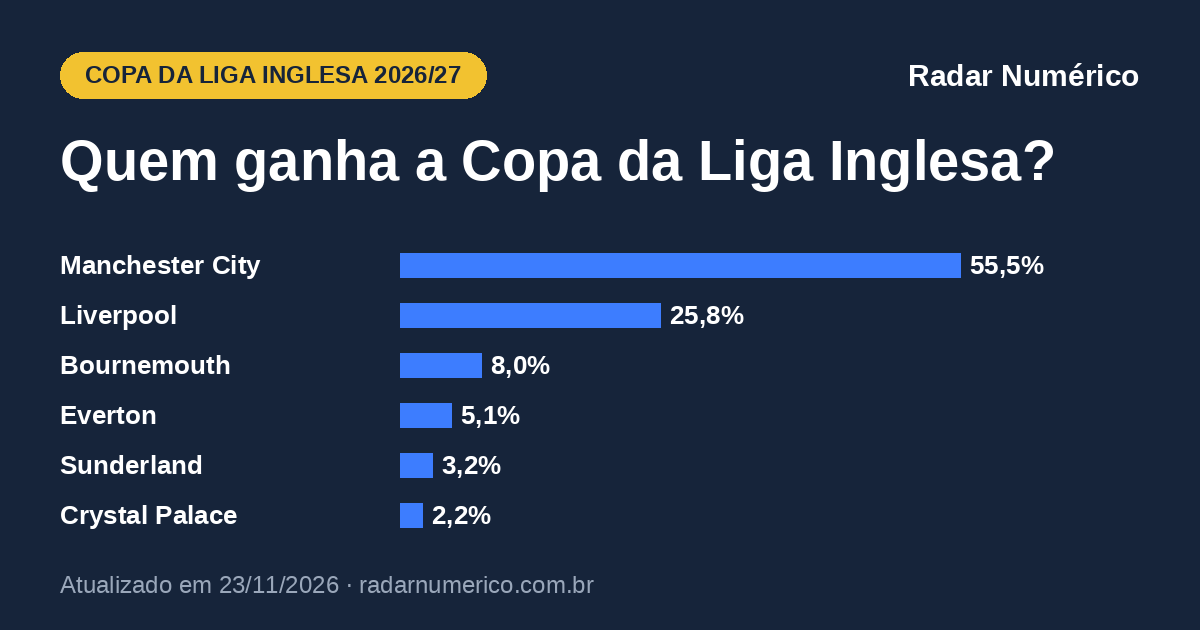 COPA DA LIGA INGLESA 2026/27
Radar Numérico
Quem ganha a Copa da Liga Inglesa?
Manchester City 55,5%
Liverpool 25,8%
Bournemouth 8,0%
Everton 5,1%
Sunderland 3,2%
Crystal Palace 2,2%
Atualizado em 23/11/2026 · radarnumerico.com.br